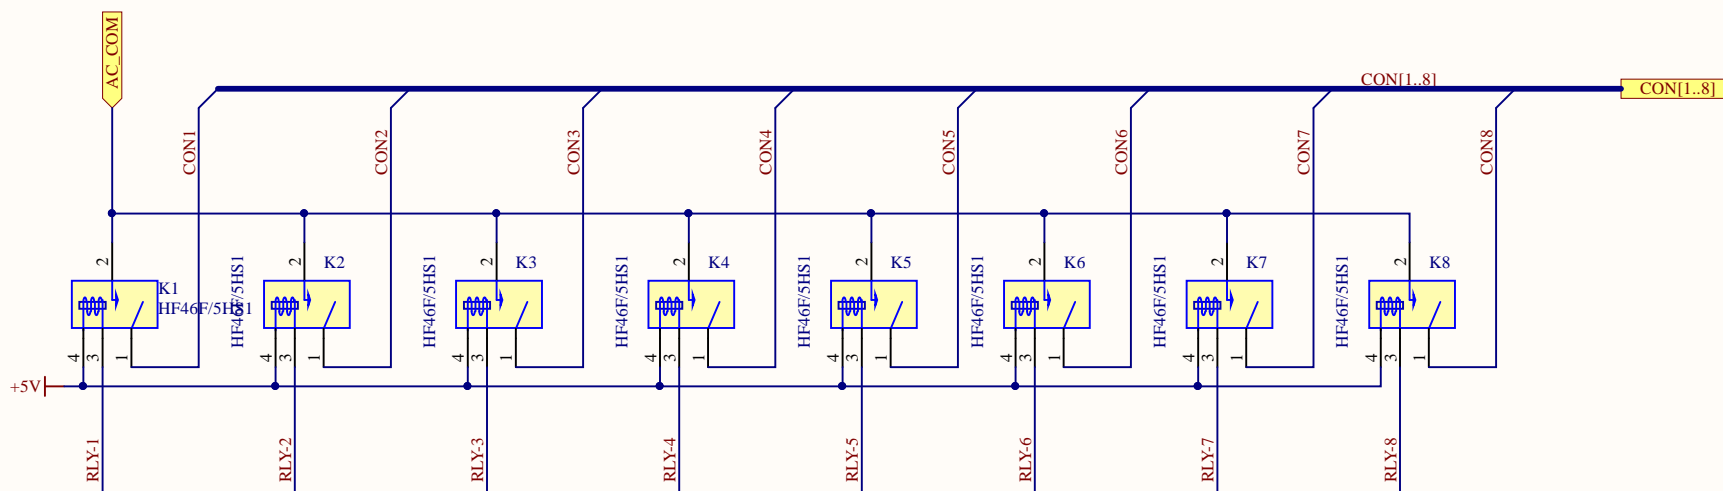 AC_COM
CON[1..8]
CON[1..8]
CON1
CON2
CON3
CON4
CON5
CON6
CON7
CON8
2
K1
HF46F/5HS1
4
3
1
2
K2
HF46F/5HS1
4
3
1
2
K3
HF46F/5HS1
4
3
1
2
K4
HF46F/5HS1
4
3
1
2
K5
HF46F/5HS1
4
3
1
2
K6
HF46F/5HS1
4
3
1
2
K7
HF46F/5HS1
4
3
1
2
K8
HF46F/5HS1
4
3
1
+5V
RLY-1
RLY-2
RLY-3
RLY-4
RLY-5
RLY-6
RLY-7
RLY-8